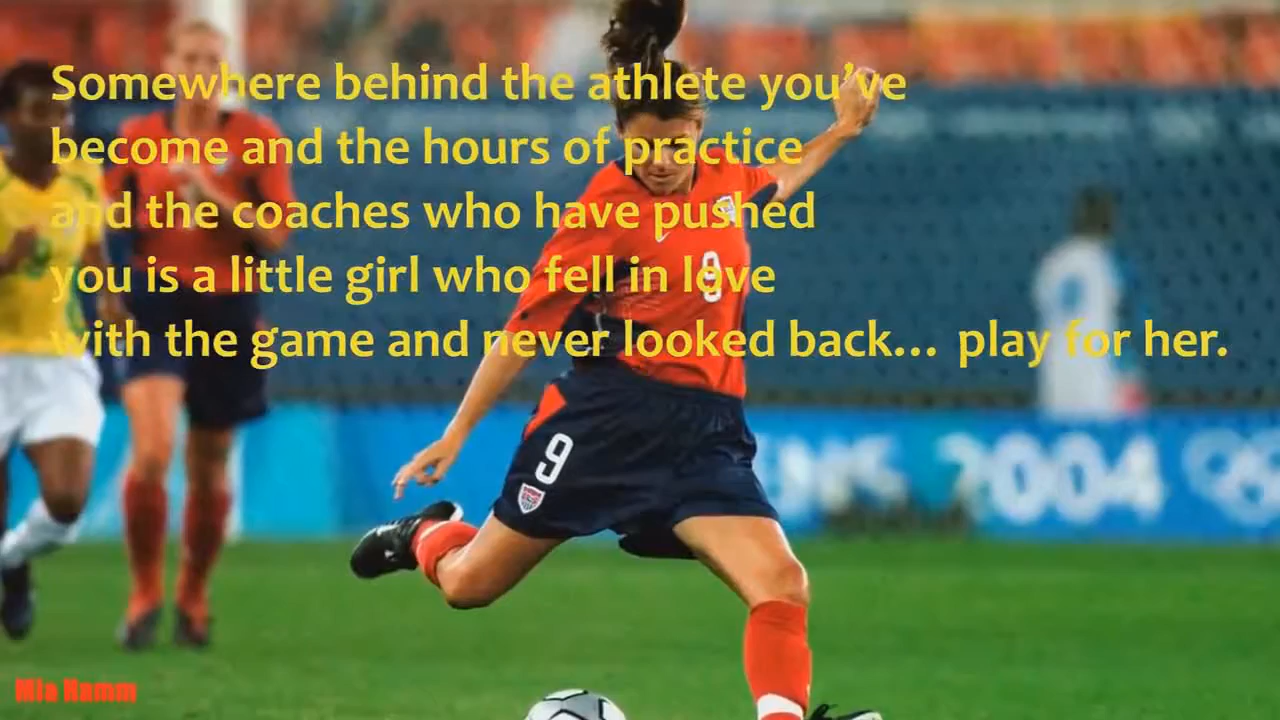 Somewhere behind the athlete you’ve
become and the hours of practice
and the coaches who have pushed
you is a little girl who fell in love
with the game and never looked back... play for her.
9
9
2004
Mia Hamm